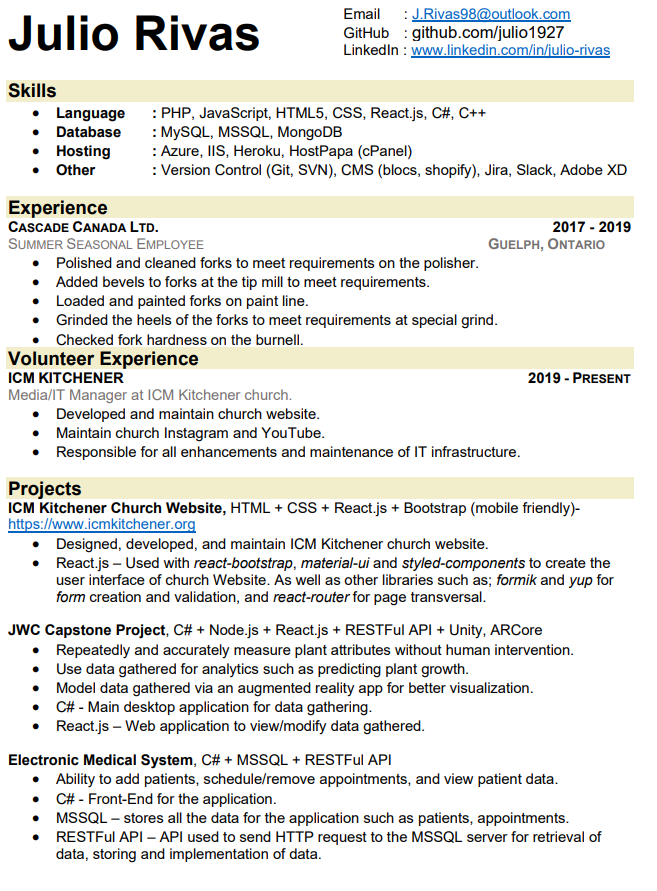 Julio Rivas
Email : J.Rivas98@outlook.com
GitHub : github.com/julio1927
LinkedIn : www.linkedin.com/in/julio-rivas
Skills
• Language : PHP, JavaScript, HTML5, CSS, React.js, C#, C++
• Database : MySQL, MSSQL, MongoDB
• Hosting : Azure, IIS, Heroku, HostPapa (cPanel)
• Other : Version Control (Git, SVN), CMS (blocs, shopify), Jira, Slack, Adobe XD
Experience
CASCADE CANADA LTD. 2017 - 2019
SUMMER SEASONAL EMPLOYEE GUELPH, ONTARIO
• Polished and cleaned forks to meet requirements on the polisher.
• Added bevels to forks at the tip mill to meet requirements.
• Loaded and painted forks on paint line.
• Grinded the heels of the forks to meet requirements at special grind.
• Checked fork hardness on the burnell.
Volunteer Experience
ICM KITCHENER 2019 - PRESENT
Media/IT Manager at ICM Kitchener church.
• Developed and maintain church website.
• Maintain church Instagram and YouTube.
• Responsible for all enhancements and maintenance of IT infrastructure.
Projects
ICM Kitchener Church Website, HTML + CSS + React.js + Bootstrap (mobile friendly)-
https://www.icmkitchener.org
• Designed, developed, and maintain ICM Kitchener church website.
• React.js – Used with react-bootstrap, material-ui and styled-components to create the
user interface of church Website. As well as other libraries such as; formik and yup for
form creation and validation, and react-router for page transversal.
JWC Capstone Project, C# + Node.js + React.js + RESTFul API + Unity, ARCore
• Repeatedly and accurately measure plant attributes without human intervention.
• Use data gathered for analytics such as predicting plant growth.
• Model data gathered via an augmented reality app for better visualization.
• C# - Main desktop application for data gathering.
• React.js – Web application to view/modify data gathered.
Electronic Medical System, C# + MSSQL + RESTFul API
• Ability to add patients, schedule/remove appointments, and view patient data.
• C# - Front-End for the application.
• MSSQL – stores all the data for the application such as patients, appointments.
• RESTFul API – API used to send HTTP request to the MSSQL server for retrieval of
data, storing and implementation of data.